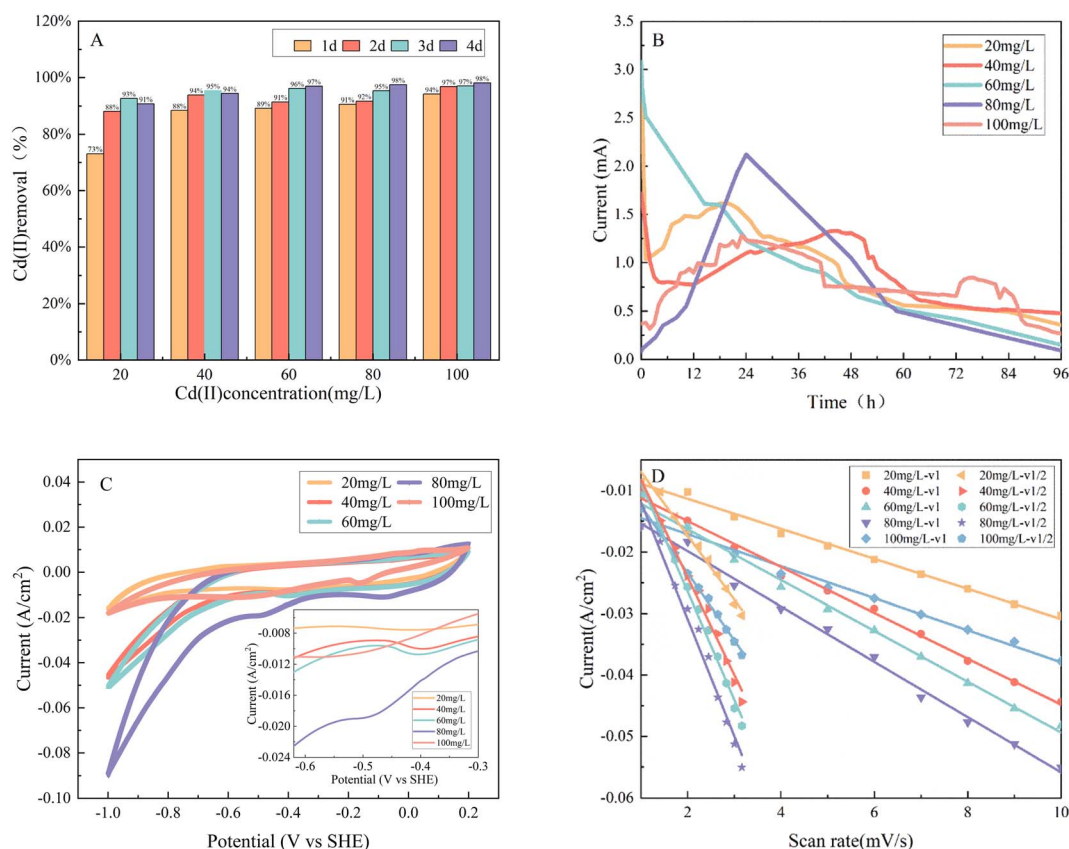 A
1d 2d 3d 4d
120%
100%
80%
60%
40%
20%
0%
73% 88% 93% 91% 88% 94% 95% 94% 89% 91% 96% 97% 91% 92% 95% 98% 94% 97% 97% 98%
20 40 60 80 100
Cd(II)removal（%）
Cd(II)concentration(mg/L)
B
20mg/L
40mg/L
60mg/L
80mg/L
100mg/L
3.5
3.0
2.5
2.0
1.5
1.0
0.5
0.0
Current (mA)
0 12 24 36 48 60 72 84 96
Time（h）
C
20mg/L 80mg/L
40mg/L 100mg/L
60mg/L
0.04
0.02
0.00
-0.02
-0.04
-0.06
-0.08
-0.10
Current (A/cm2)
-1.0 -0.8 -0.6 -0.4 -0.2 0.0 0.2
Potential (V vs SHE)
-0.008
-0.012
-0.016
-0.020
-0.024
Current (A/cm2)
20mg/L
40mg/L
60mg/L
80mg/L
100mg/L
-0.6 -0.5 -0.4 -0.3
Potential (V vs SHE)
D
20mg/L-v1 20mg/L-v1/2
40mg/L-v1 40mg/L-v1/2
60mg/L-v1 60mg/L-v1/2
80mg/L-v1 80mg/L-v1/2
100mg/L-v1 100mg/L-v1/2
-0.01
-0.02
-0.03
-0.04
-0.05
-0.06
Current(A/cm2)
2 4 6 8 10
Scan rate(mV/s)